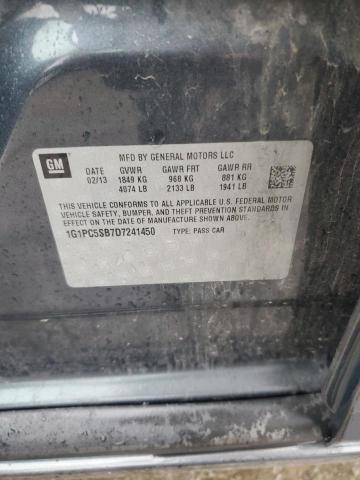 GM
MFD BY GENERAL MOTORS LLC
DATE GVWR GAWR FRT GAWR RR
02/13 1849 KG 968 KG 881 KG
4074 LB 2133 LB 1941 LB
THIS VEHICLE CONFORMS TO ALL APPLICABLE U.S. FEDERAL MOTOR
VEHICLE SAFETY, BUMPER, AND THEFT PREVENTION STANDARDS
IN EFFECT ON THE DATE OF MANUFACTURE SHOWN ABOVE.
1G1PC5SB7D7241450 TYPE: PASS CAR